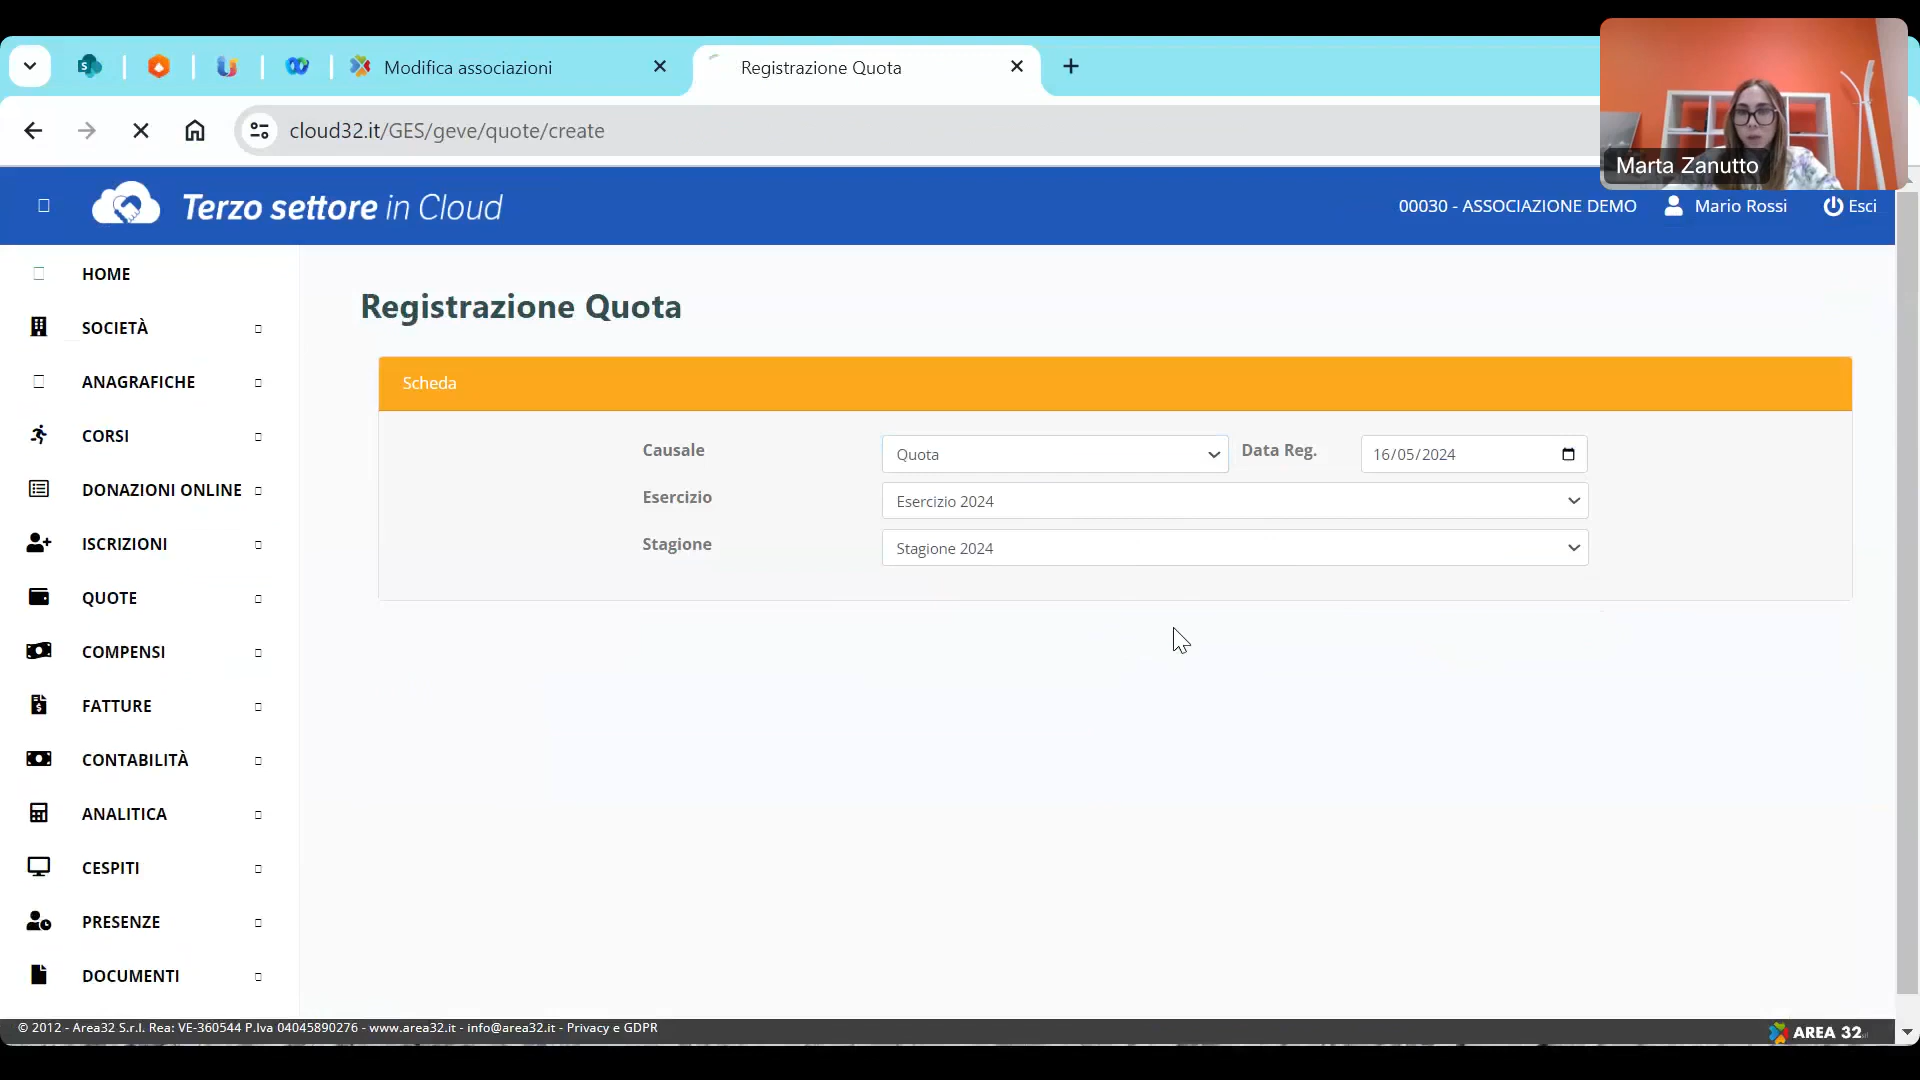 Modifica associazioni
Registrazione Quota
cloud32.it/GES/geve/quote/create
Marta Zanutto
Terzo settore in Cloud
00030 - ASSOCIAZIONE DEMO
Mario Rossi
Esci
HOME
SOCIETÀ
ANAGRAFICHE
CORSI
DONAZIONI ONLINE
ISCRIZIONI
QUOTE
COMPENSI
FATTURE
CONTABILITÀ
ANALITICA
CESPITI
PRESENZE
DOCUMENTI
Registrazione Quota
Scheda
Causale Quota Data Reg. 16/05/2024
Esercizio Esercizio 2024
Stagione Stagione 2024
© 2012 - Area32 S.r.l. Rea: VE-360544 P.Iva 04045890276 - www.area32.it - info@area32.it - Privacy e GDPR
AREA 32